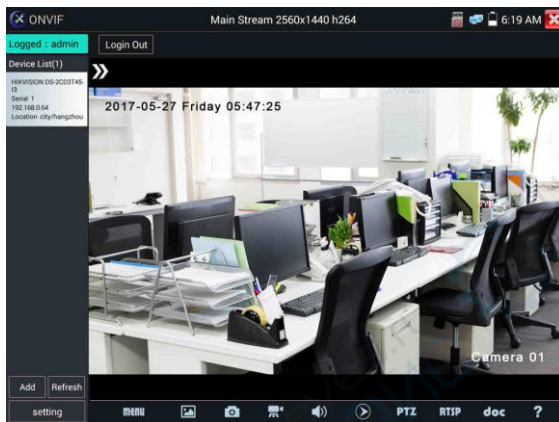 ONVIF
Main Stream 2560x1440 h264
6:19 AM
Logged : admin
Login Out
Device List(1)
HIKVISION DS-2CD3T45-
I3
Serial 1
192.168.0.64
Location city/hangzhou
2017-05-27 Friday 05:47:25
Camera 01
Add
Refresh
setting
menu
PTZ
RTSP
doc
?